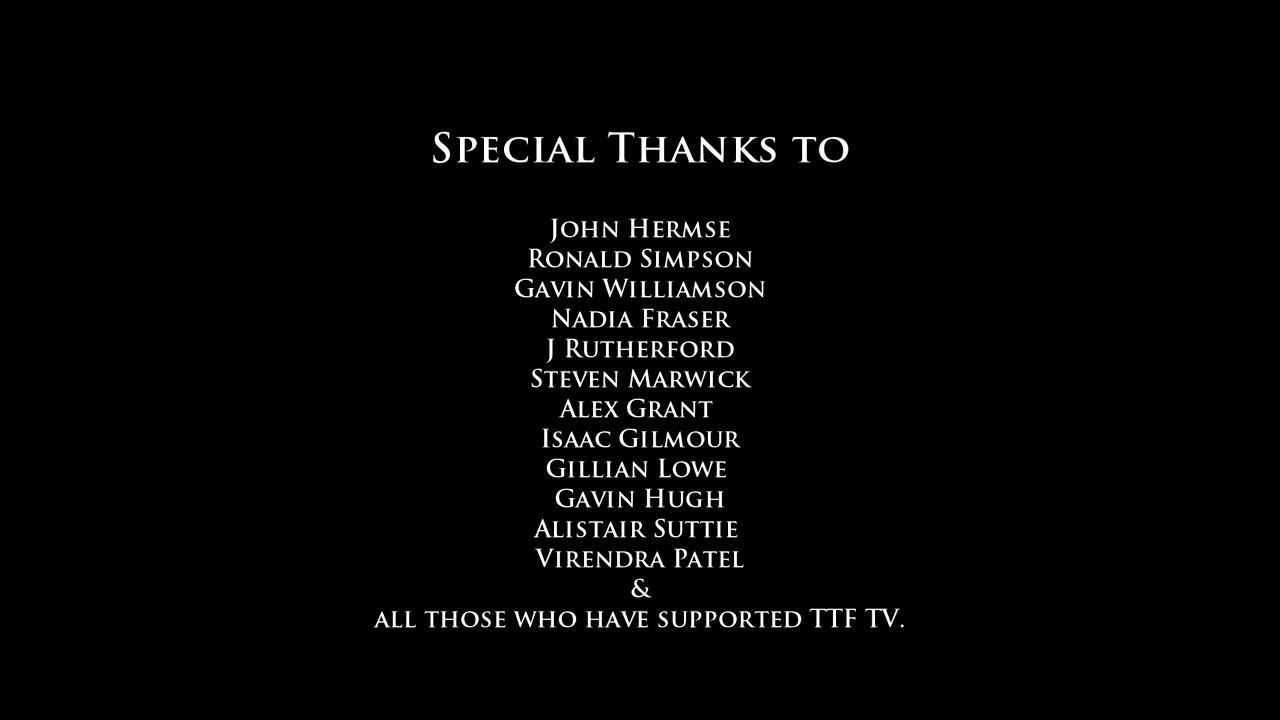 Special Thanks to
John Hermse
Ronald Simpson
Gavin Williamson
Nadia Fraser
J Rutherford
Steven Marwick
Alex Grant
Isaac Gilmour
Gillian Lowe
Gavin Hugh
Alistair Suttie
Virendra Patel
&
all those who have supported TTF TV.